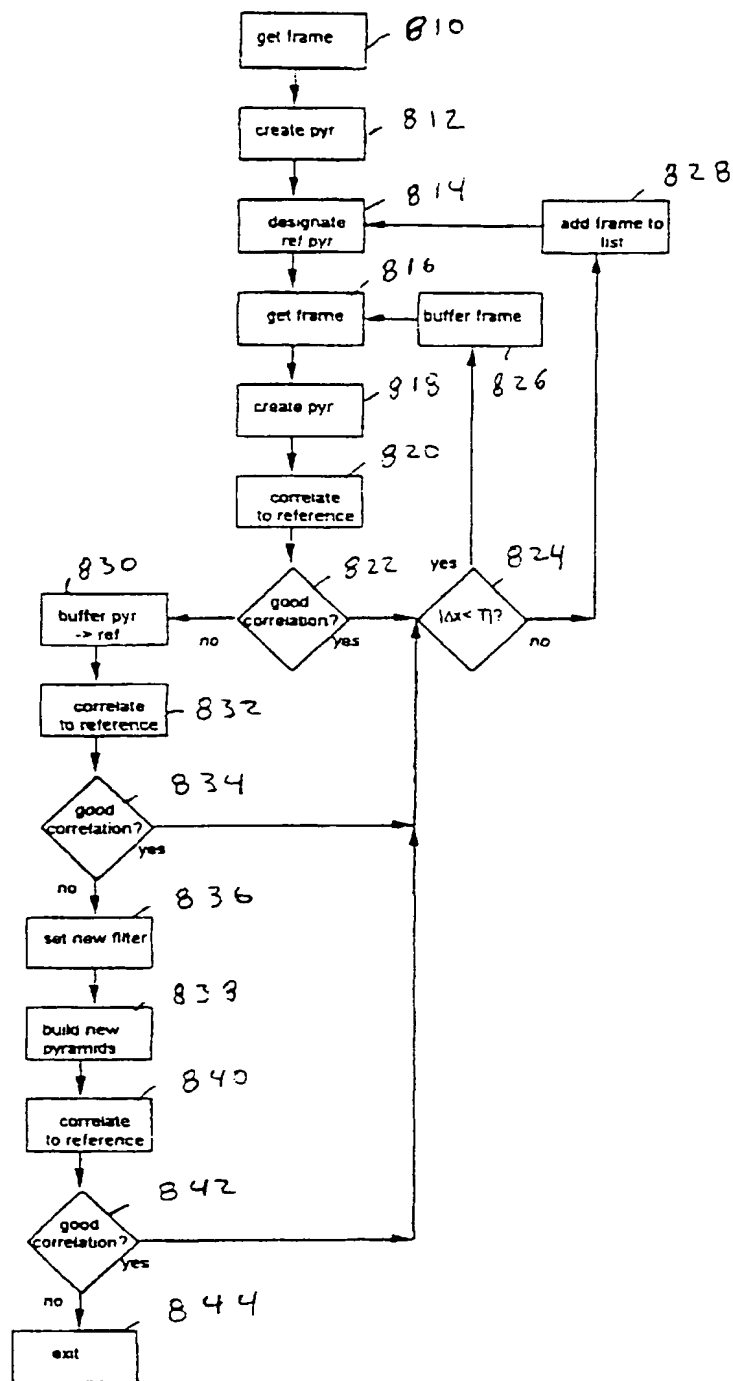 get frame
810
create pyr
812
828
814
designate
ref pyr
add frame to
list
816
get frame
buffer frame
826
create pyr
818
820
correlate
to reference
830
822
yes
824
buffer pyr
-> ref
good
correlation?
|Δx< T|?
no
yes
no
correlate
to reference
832
834
good
correlation?
yes
no
836
set new filter
838
build new
pyramids
840
correlate
to reference
842
good
correlation?
yes
no
844
exit